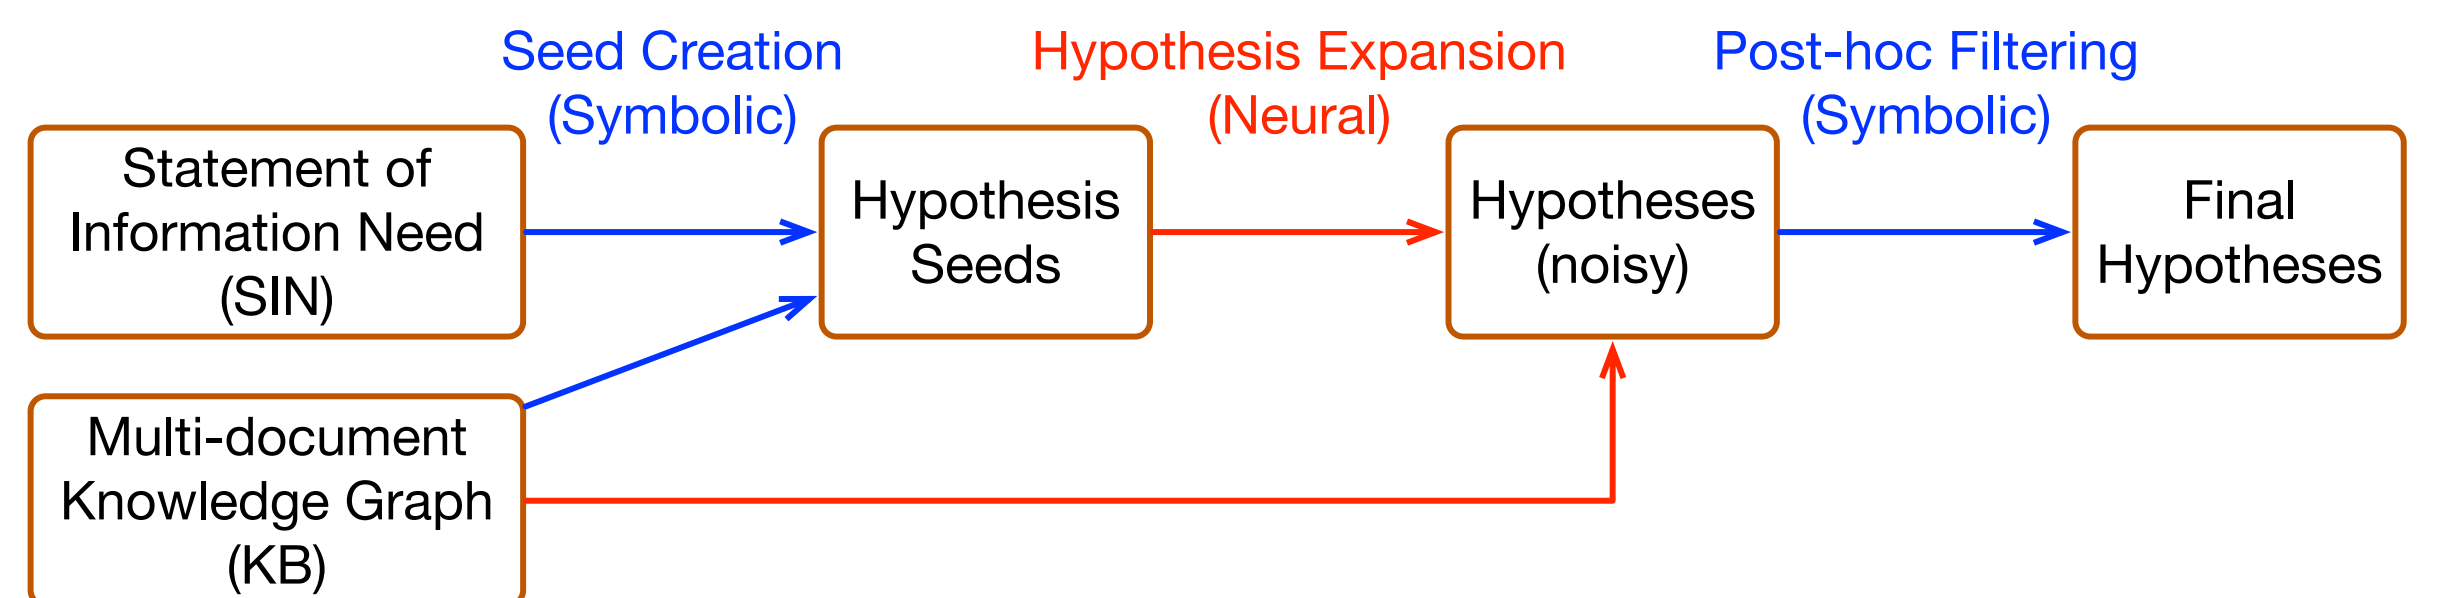 Seed Creation
(Symbolic)
Hypothesis Expansion
(Neural)
Post-hoc Filtering
(Symbolic)
Statement of
Information Need
(SIN)
Hypothesis
Seeds
Hypotheses
(noisy)
Final
Hypotheses
Multi-document
Knowledge Graph
(KB)